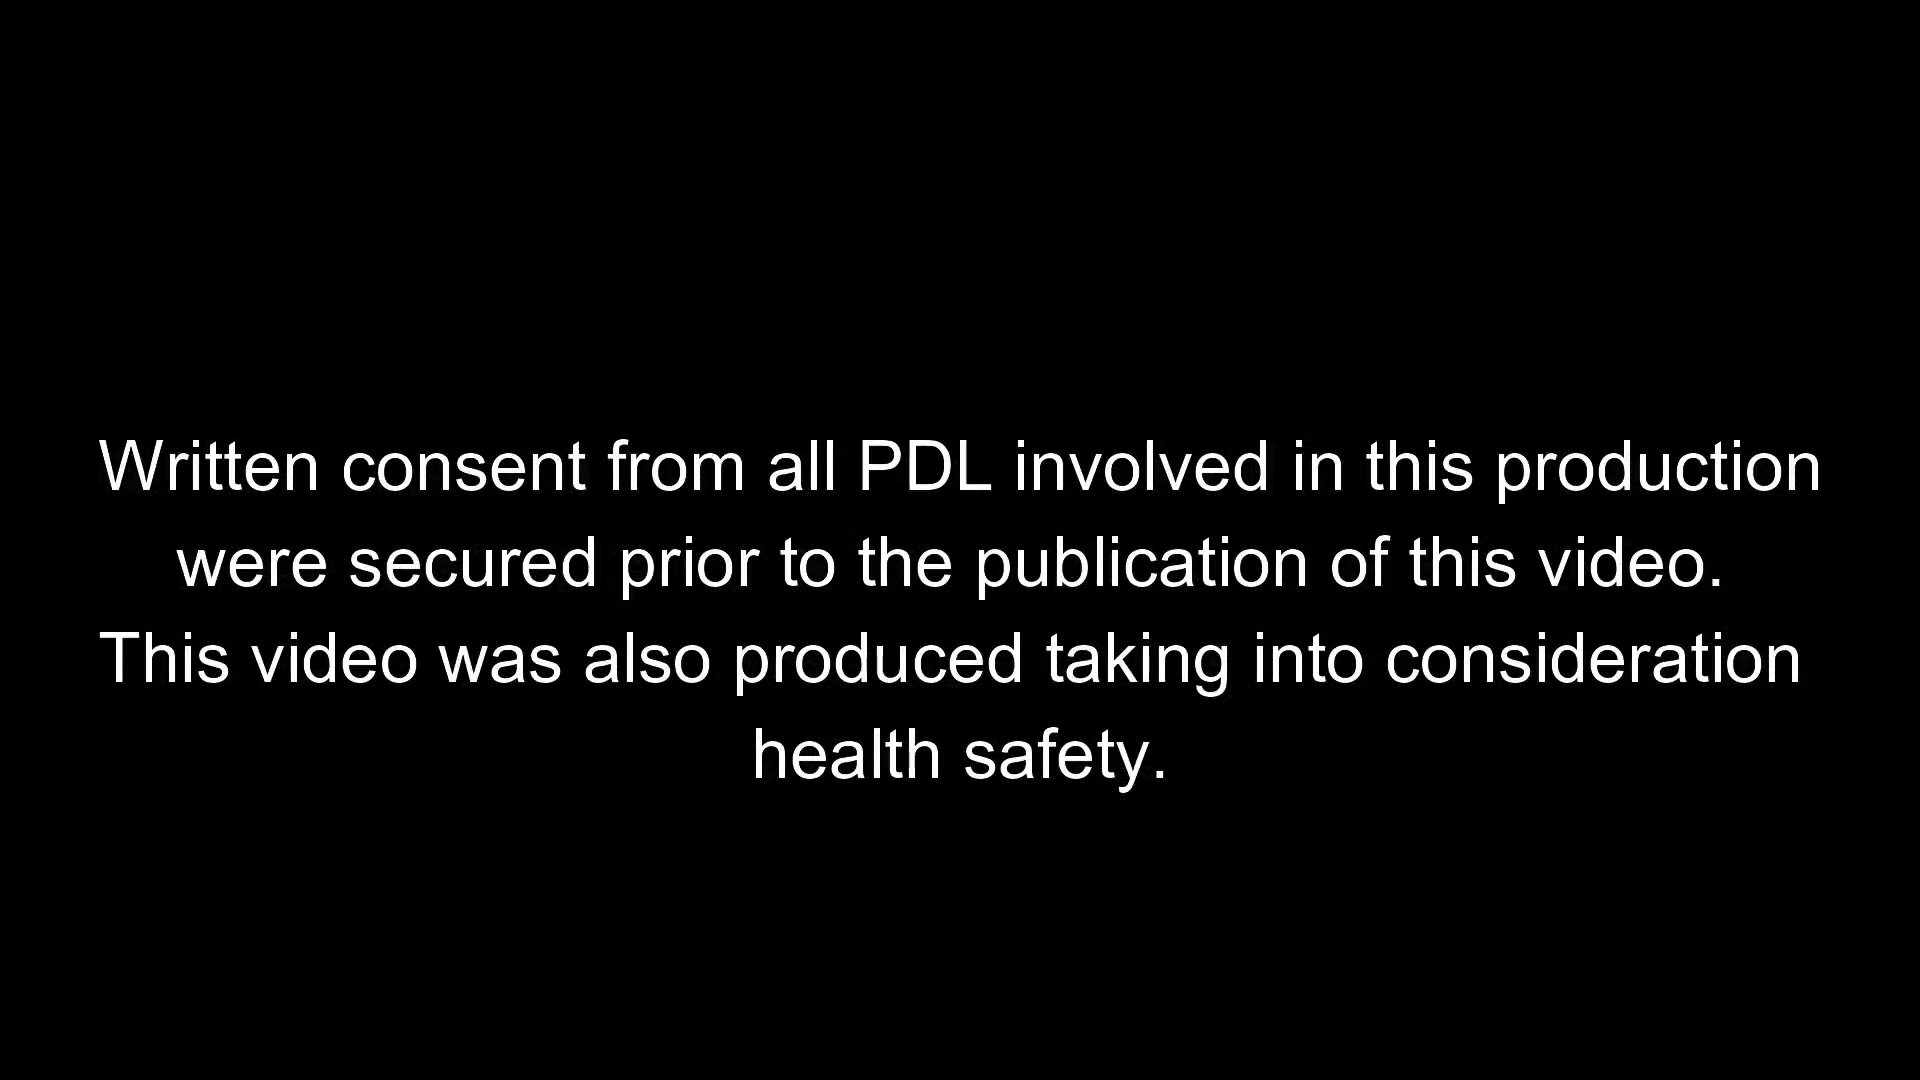 Written consent from all PDL involved in this production
were secured prior to the publication of this video.
This video was also produced taking into consideration
health safety.